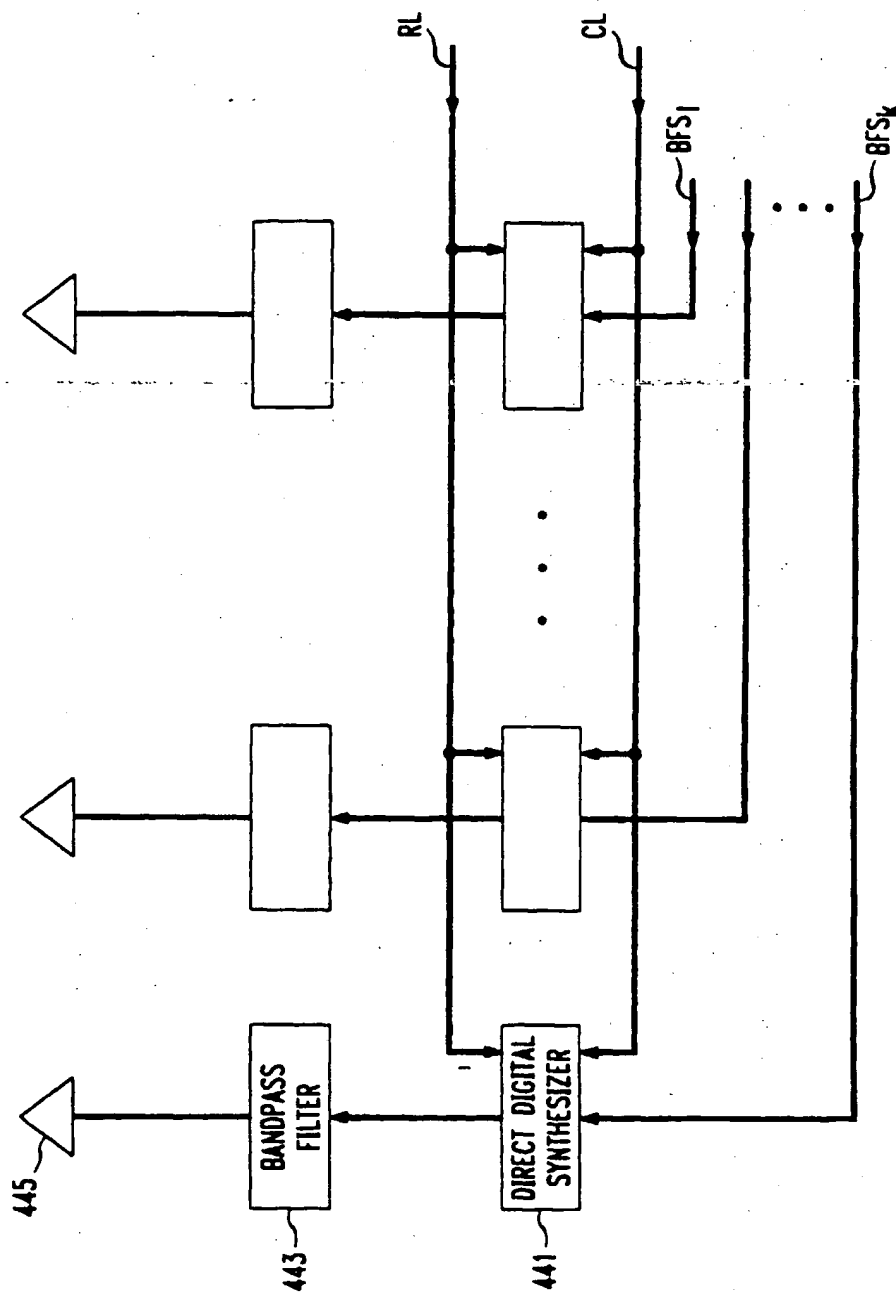 445
BANDPASS
FILTER
443
DIRECT DIGITAL
SYNTHESIZER
441
RL
CL
BFS1
BFSk